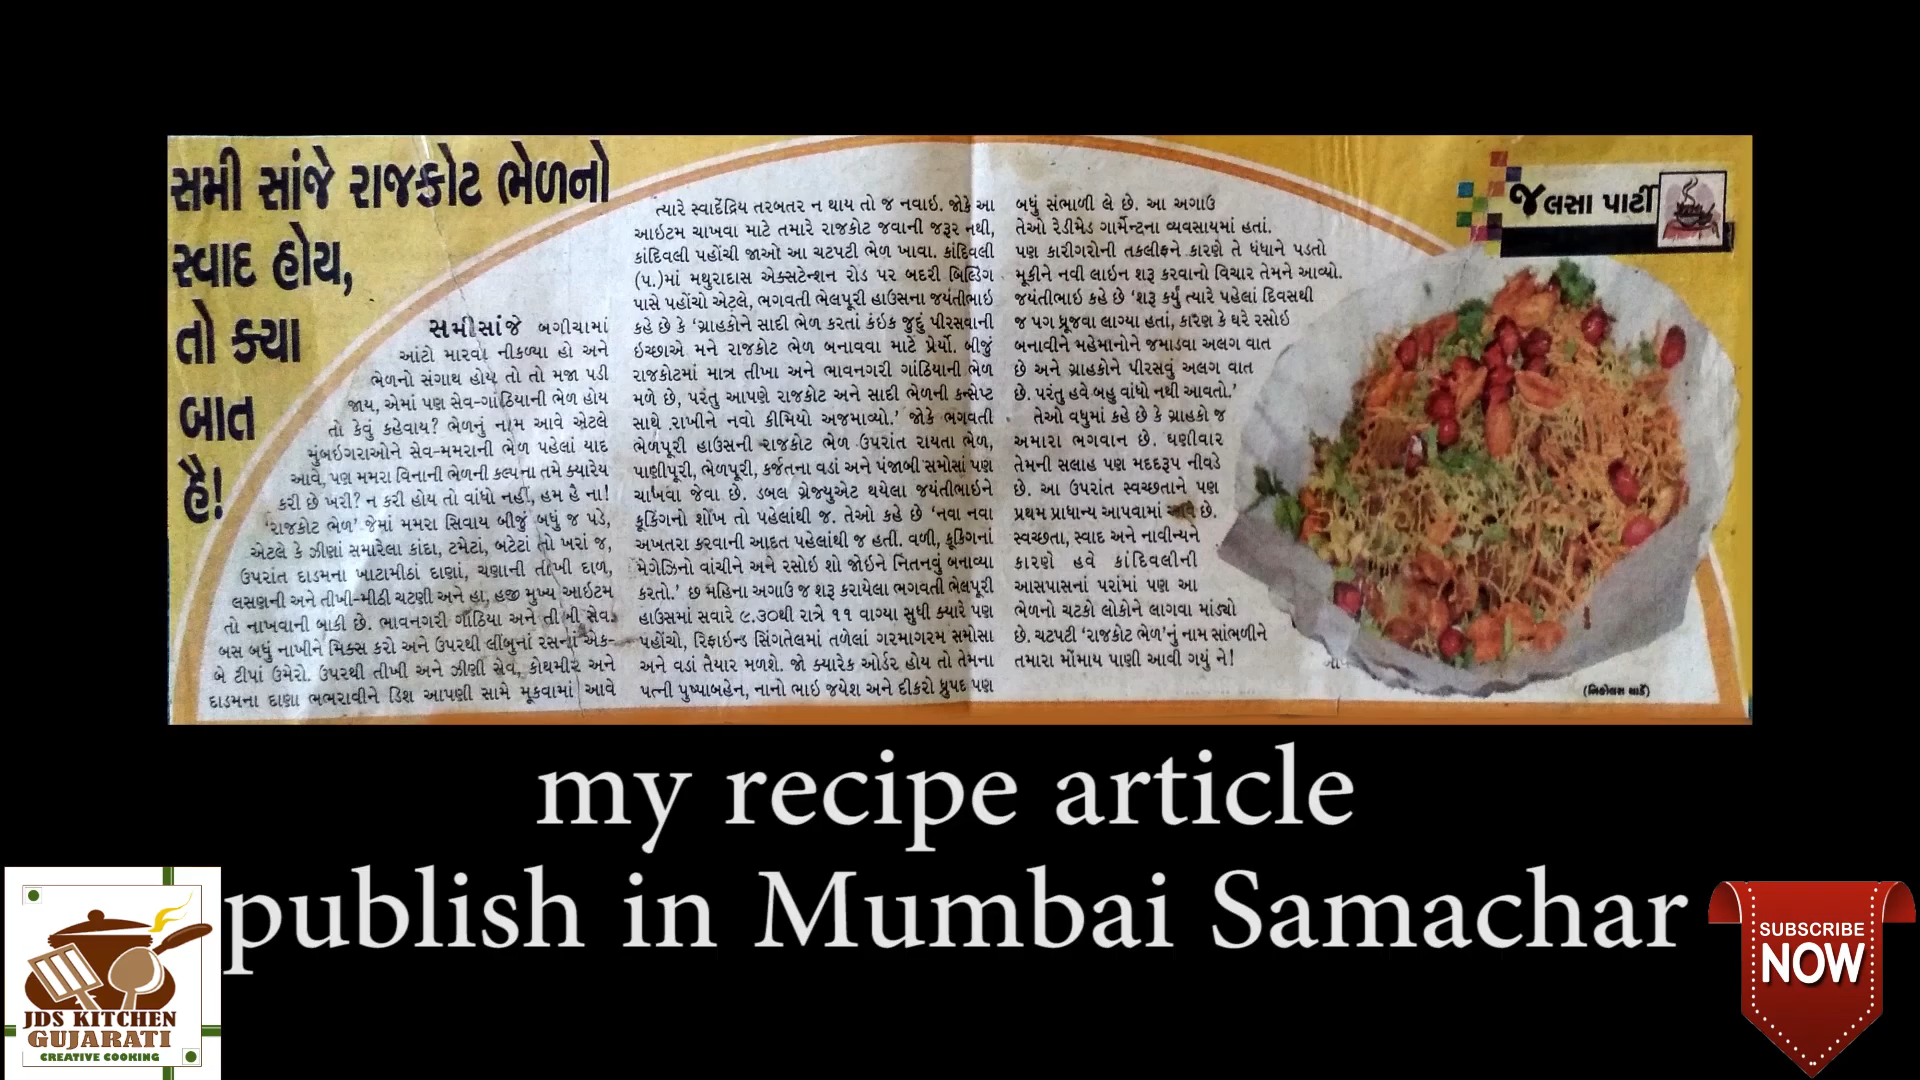 સમી સાંજે રાજકોટ ભેળનો
સ્વાદ હોય,
તો ક્યા
બાત
હૈ!
સમીસાંજે બગીચામાં
આંટો મારવા નીકળ્યા હો અને
ભેળનો સંગાથ હોય તો તો મજા પડી
જાય, એમાં પણ સેવ-ગાંઠિયાની ભેળ હોય
તો કેવું કહેવાય? ભેળનું નામ આવે એટલે
મુંબઇગરાઓને સેવ-મમરાની ભેળ પહેલાં યાદ
આવે, પણ મમરા વિનાની ભેળની કલ્પના તમે ક્યારેય
કરી છે ખરી? ન કરી હોય તો વાંધો નહીં, હમ હૈ ના!
'રાજકોટ ભેળ' જેમાં મમરા સિવાય બીજું બધું જ પડે,
એટલે કે ઝીણાં સમારેલા કાંદા, ટમેટાં, બટેટાં તો ખરાં જ,
ઉપરાંત દાડમના ખાટામીઠાં દાણાં, ચણાની તીખી દાળ,
લસણની અને તીખી-મીઠી ચટણી અને હા, હજી મુખ્ય આઇટમ
તો નાખવાની બાકી છે. ભાવનગરી ગાંઠિયા અને તીખી સેવ.
બસ બધું નાખીને મિક્સ કરો અને ઉપરથી લીંબુનાં રસનાં એક-
બે ટીપાં ઉમેરો. ઉપરથી તીખી અને ઝીણી સેવ, કોથમીર અને
દાડમના દાણા ભભરાવીને ડિશ આપણી સામે મૂકવામાં આવે
ત્યારે સ્વાદેંદ્રિય તરબતર ન થાય તો જ નવાઇ. જોકે આ
આઇટમ ચાખવા માટે તમારે રાજકોટ જવાની જરૂર નથી,
કાંદિવલી પહોંચી જાઓ આ ચટપટી ભેળ ખાવા. કાંદિવલી
(પ.)માં મથુરાદાસ એક્સટેન્શન રોડ પર બદરી બિલ્ડિંગ
પાસે પહોંચો એટલે, ભગવતી ભેલપૂરી હાઉસના જયંતીભાઇ
કહે છે કે 'ગ્રાહકોને સાદી ભેળ કરતાં કંઇક જુદું પીરસવાની
ઇચ્છાએ મને રાજકોટ ભેળ બનાવવા માટે પ્રેર્યો. બીજું
રાજકોટમાં માત્ર તીખા અને ભાવનગરી ગાંઠિયાની ભેળ
મળે છે, પરંતુ આપણે રાજકોટ અને સાદી ભેળની કન્સેપ્ટ
સાથે રાખીને નવો કીમિયો અજમાવ્યો.' જોકે ભગવતી
ભેળપૂરી હાઉસની રાજકોટ ભેળ ઉપરાંત રાયતા ભેળ,
પાણીપૂરી, ભેળપૂરી, કર્જતના વડાં અને પંજાબી સમોસાં પણ
ચાખવા જેવા છે. ડબલ ગ્રેજ્યુએટ થયેલા જયંતીભાઇને
કૂકિંગનો શોખ તો પહેલાંથી જ. તેઓ કહે છે 'નવા નવા
અખતરા કરવાની આદત પહેલાંથી જ હતી. વળી, કૂકિંગનાં
મેગેઝિનો વાંચીને અને રસોઇ શો જોઇને નિતનવું બનાવ્યા
કરતો.' છ મહિના અગાઉ જ શરૂ કરાયેલા ભગવતી ભેલપૂરી
હાઉસમાં સવારે ૯.૩૦થી રાત્રે ૧૧ વાગ્યા સુધી ક્યારે પણ
પહોંચો, રિફાઇન્ડ સિંગતેલમાં તળેલાં ગરમાગરમ સમોસા
અને વડાં તૈયાર મળશે. જો ક્યારેક ઓર્ડર હોય તો તેમના
પત્ની પુષ્પાબહેન, નાનો ભાઇ જયેશ અને દીકરો ધ્રુપદ પણ
બધું સંભાળી લે છે. આ અગાઉ
તેઓ રેડીમેડ ગાર્મેન્ટના વ્યવસાયમાં હતાં.
પણ કારીગરોની તકલીફને કારણે તે ધંધાને પડતો
મૂકીને નવી લાઇન શરૂ કરવાનો વિચાર તેમને આવ્યો.
જયંતીભાઇ કહે છે 'શરૂ કર્યું ત્યારે પહેલાં દિવસથી
જ પગ ધ્રૂજવા લાગ્યા હતાં, કારણ કે ઘરે રસોઇ
બનાવીને મહેમાનોને જમાડવા અલગ વાત
છે અને ગ્રાહકોને પીરસવું અલગ વાત
છે. પરંતુ હવે બહુ વાંધો નથી આવતો.'
તેઓ વધુમાં કહે છે કે ગ્રાહકો જ
અમારા ભગવાન છે. ઘણીવાર
તેમની સલાહ પણ મદદરૂપ નીવડે
છે. આ ઉપરાંત સ્વચ્છતાને પણ
પ્રથમ પ્રાધાન્ય આપવામાં આવે છે.
સ્વચ્છતા, સ્વાદ અને નાવીન્યને
કારણે હવે કાંદિવલીની
આસપાસનાં પરાંમાં પણ આ
ભેળનો ચટકો લોકોને લાગવા માંડ્યો
છે. ચટપટી 'રાજકોટ ભેળ'નું નામ સાંભળીને
તમારા મોંમાય પાણી આવી ગયું ને!
જલસા પાર્ટી
my recipe article
publish in Mumbai Samachar
JDS KITCHEN
GUJARATI
CREATIVE COOKING
SUBSCRIBE
NOW